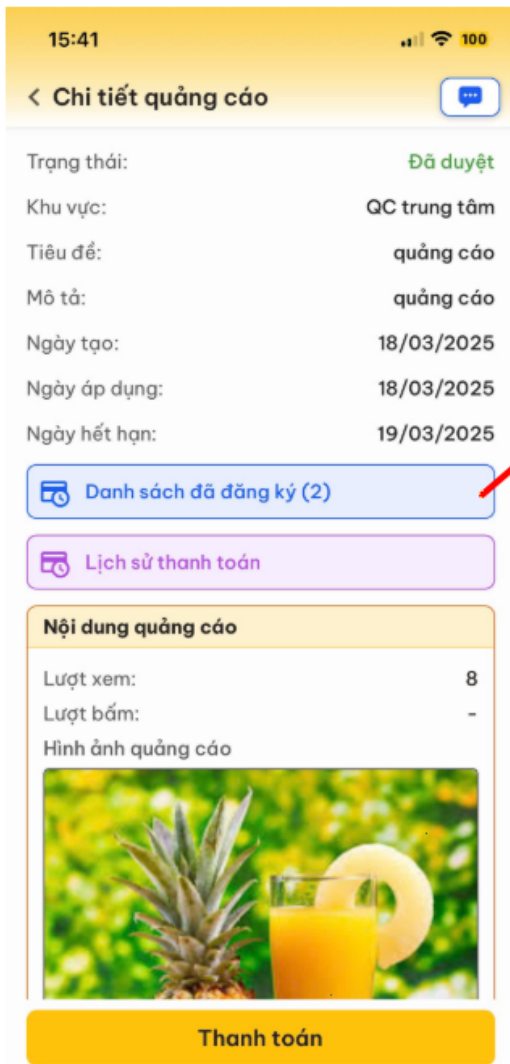 15:41
100
Chi tiết quảng cáo
Trạng thái: Đã duyệt
Khu vực: QC trung tâm
Tiêu đề: quảng cáo
Mô tả: quảng cáo
Ngày tạo: 18/03/2025
Ngày áp dụng: 18/03/2025
Ngày hết hạn: 19/03/2025
Danh sách đã đăng ký (2)
Lịch sử thanh toán
Nội dung quảng cáo
Lượt xem: 8
Lượt bấm: -
Hình ảnh quảng cáo
Thanh toán